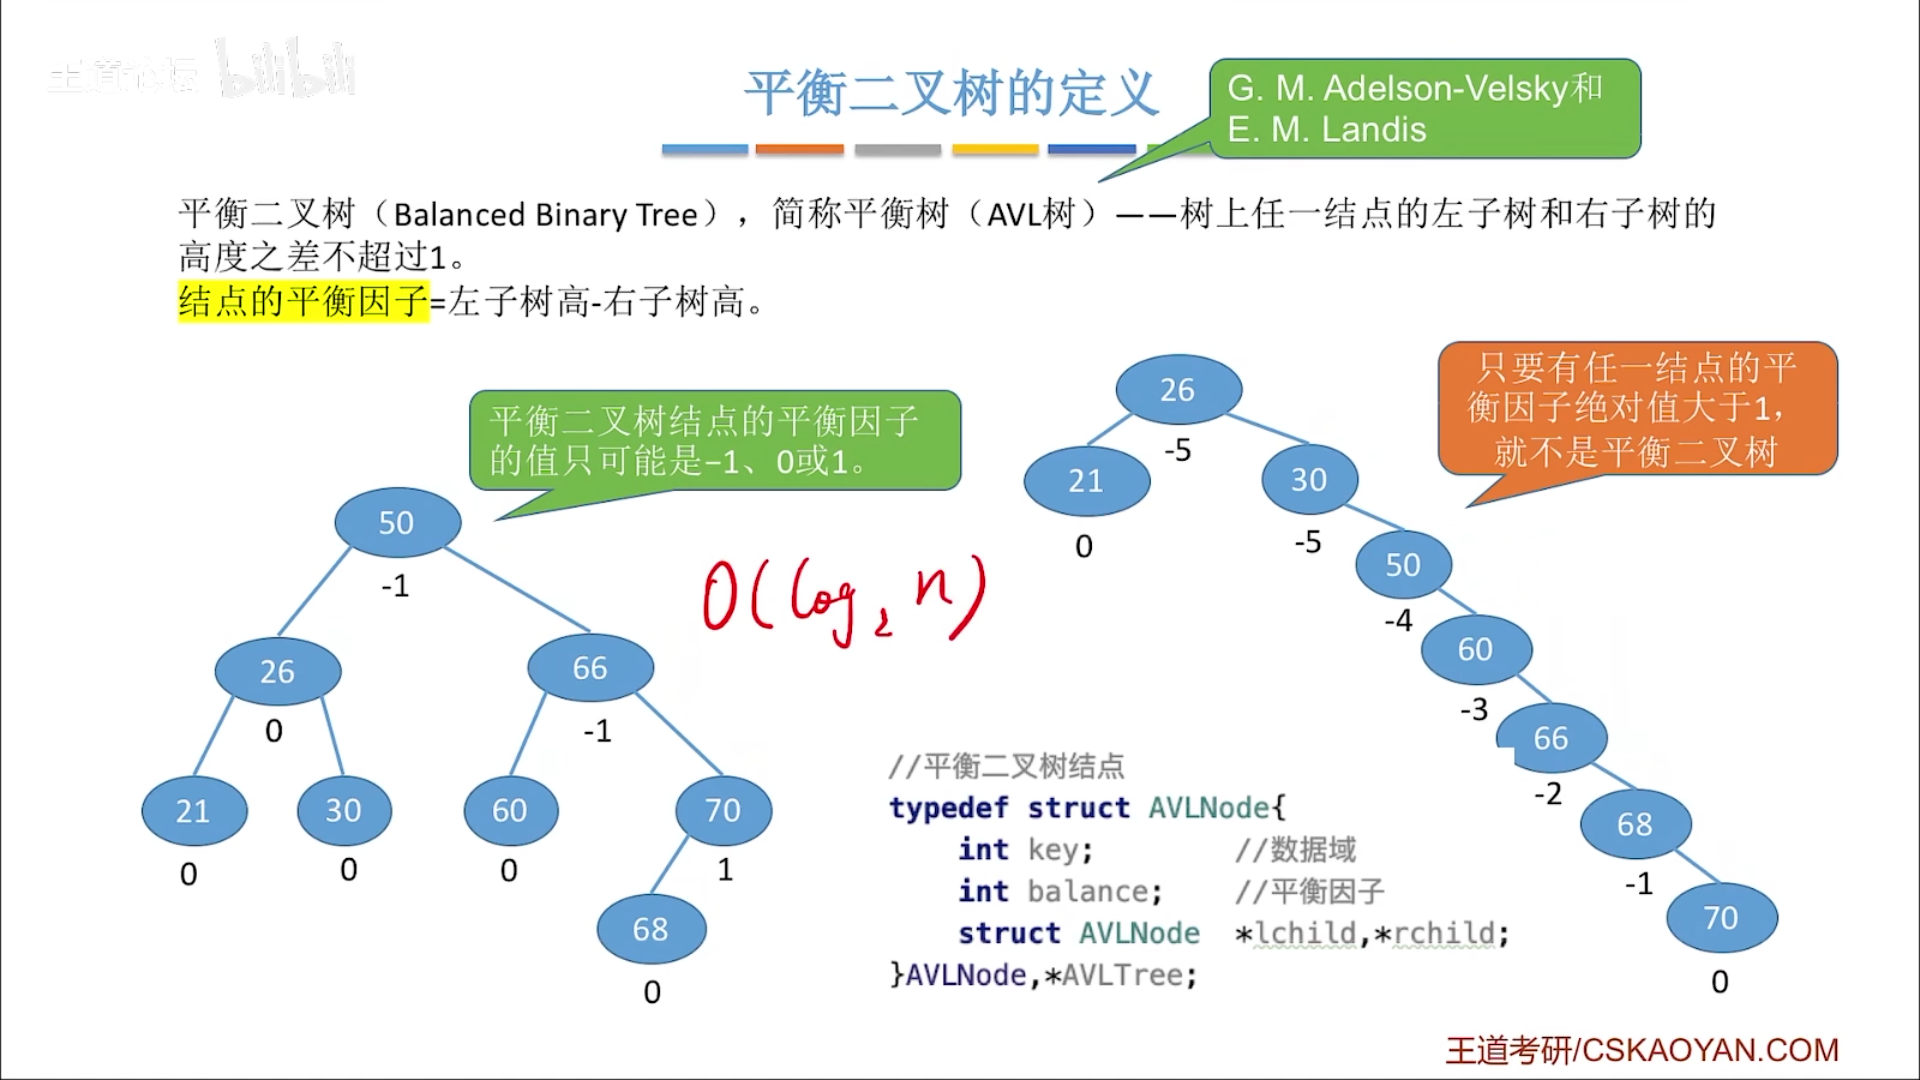 王道论坛 bilibili
平衡二叉树的定义
G. M. Adelson-Velsky和
E. M. Landis
平衡二叉树（Balanced Binary Tree），简称平衡树（AVL树）——树上任一结点的左子树和右子树的
高度之差不超过1。
结点的平衡因子=左子树高-右子树高。
平衡二叉树结点的平衡因子
的值只可能是−1、0或1。
50
-1
26
0
66
-1
21
0
30
0
60
0
70
1
68
0
O(log₂n)
只要有任一结点的平
衡因子绝对值大于1，
就不是平衡二叉树
26
-5
21
0
30
-5
50
-4
60
-3
66
-2
68
-1
70
0
//平衡二叉树结点
typedef struct AVLNode{
int key; //数据域
int balance; //平衡因子
struct AVLNode *lchild,*rchild;
}AVLNode,*AVLTree;
王道考研/CSKAOYAN.COM